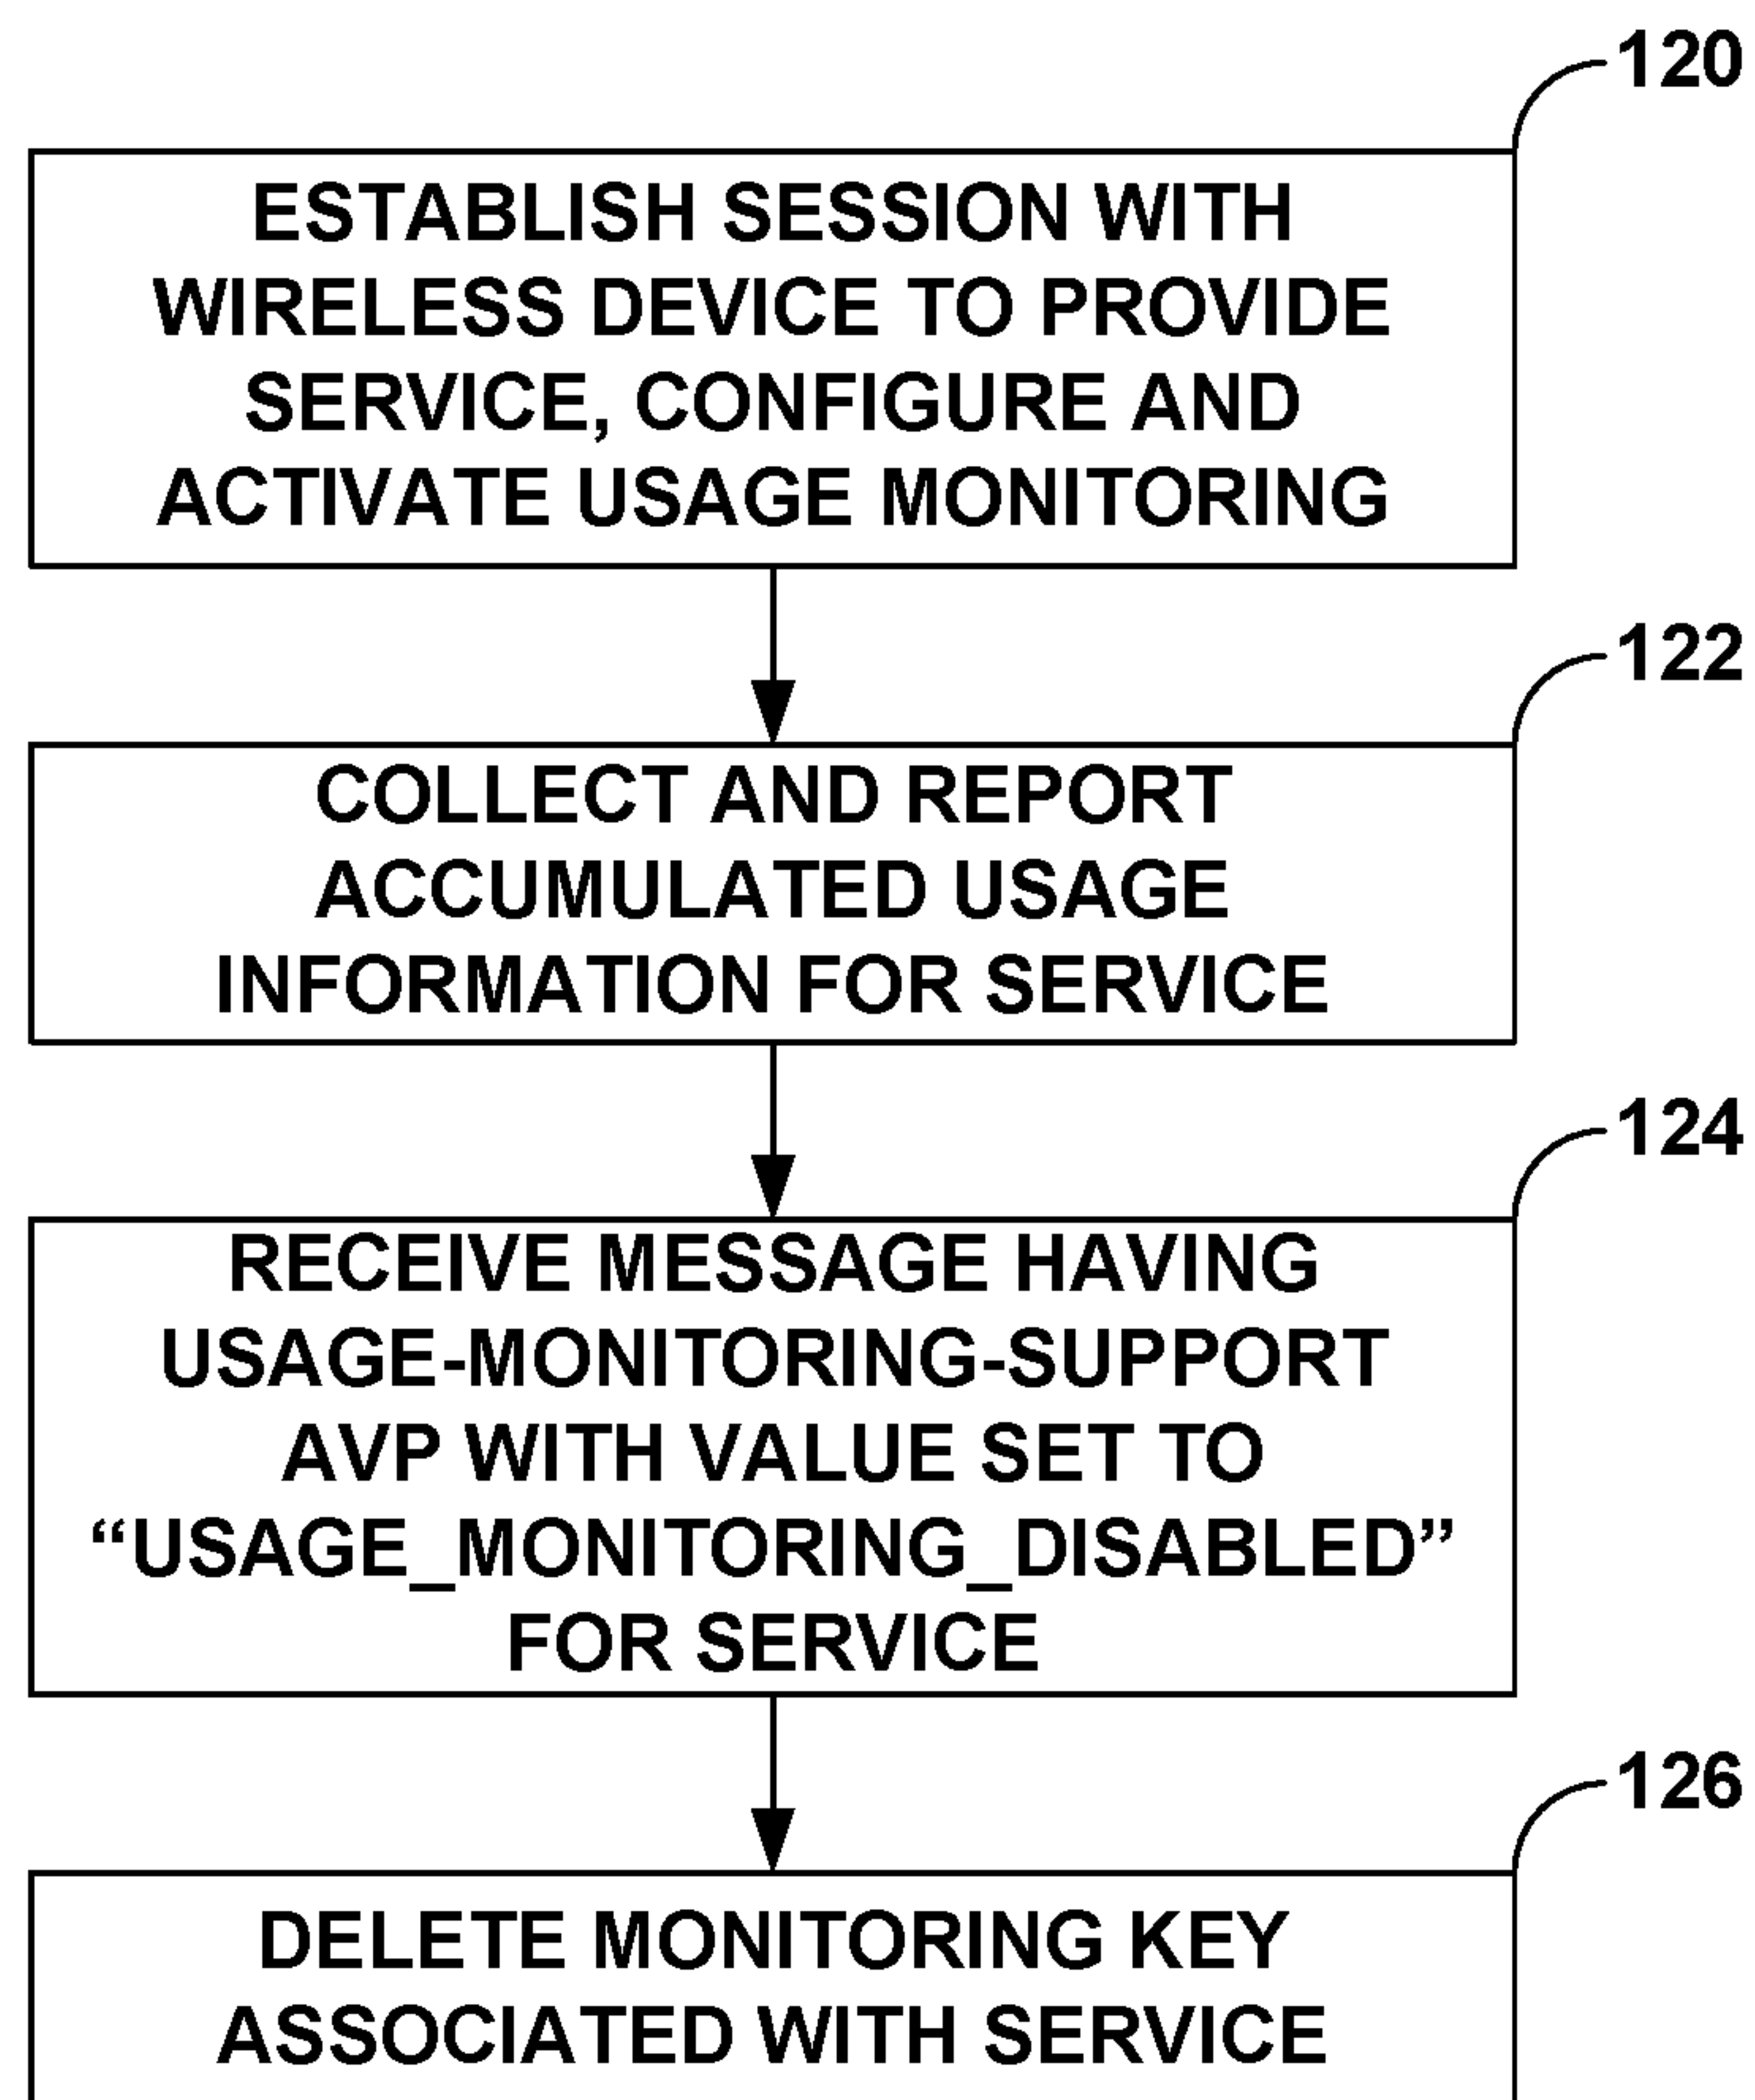 120
ESTABLISH SESSION WITH
WIRELESS DEVICE TO PROVIDE
SERVICE, CONFIGURE AND
ACTIVATE USAGE MONITORING
122
COLLECT AND REPORT
ACCUMULATED USAGE
INFORMATION FOR SERVICE
124
RECEIVE MESSAGE HAVING
USAGE-MONITORING-SUPPORT
AVP WITH VALUE SET TO
“USAGE_MONITORING_DISABLED”
FOR SERVICE
126
DELETE MONITORING KEY
ASSOCIATED WITH SERVICE